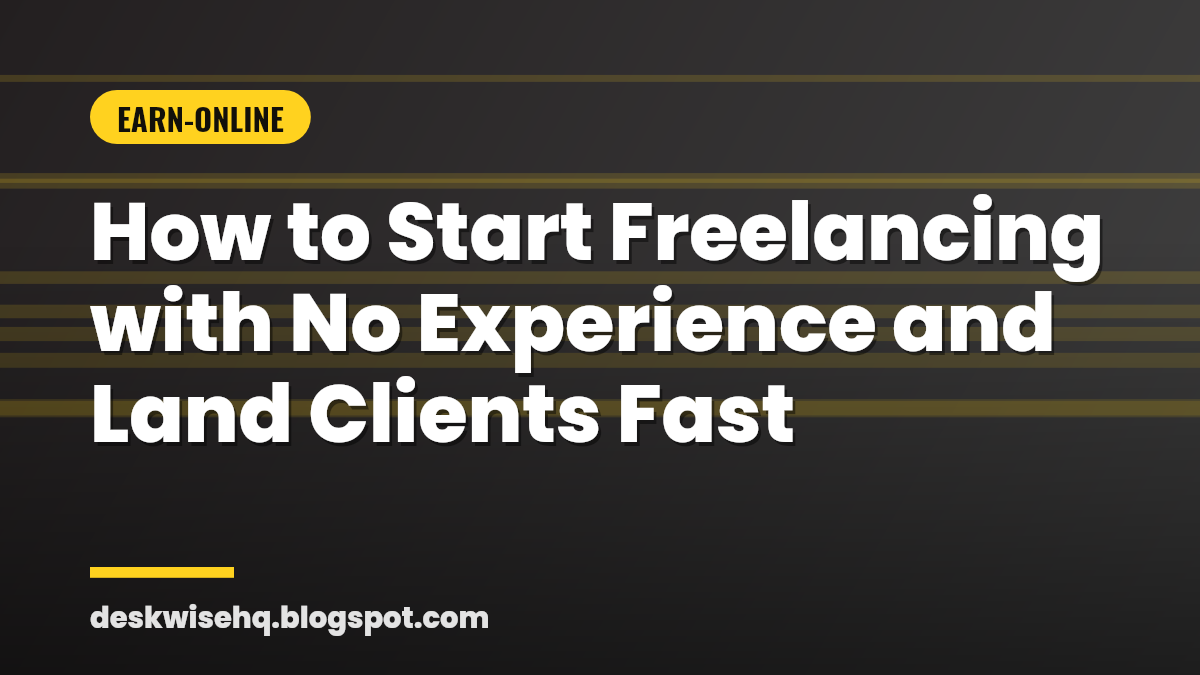 EARN-ONLINE
How to Start Freelancing
with No Experience and
Land Clients Fast
deskwisehq.blogspot.com